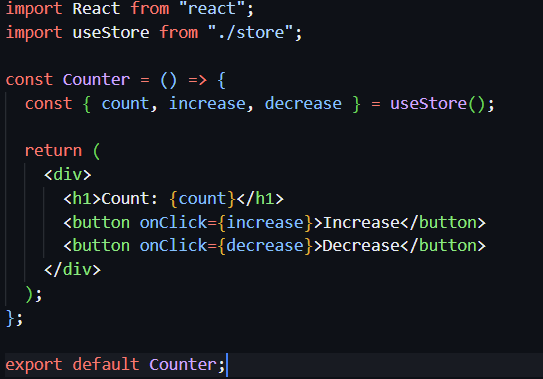 import React from "react";
import useStore from "./store";

const Counter = () => {
  const { count, increase, decrease } = useStore();

  return (
    <div>
      <h1>Count: {count}</h1>
      <button onClick={increase}>Increase</button>
      <button onClick={decrease}>Decrease</button>
    </div>
  );
};

export default Counter;